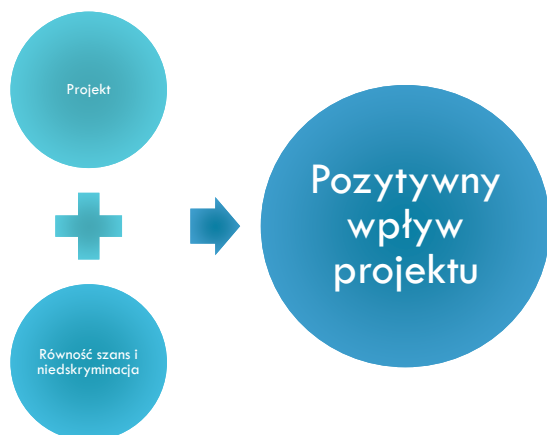 Projekt
Równość szans i
niedskryminacja
Pozytywny
wpływ
projektu